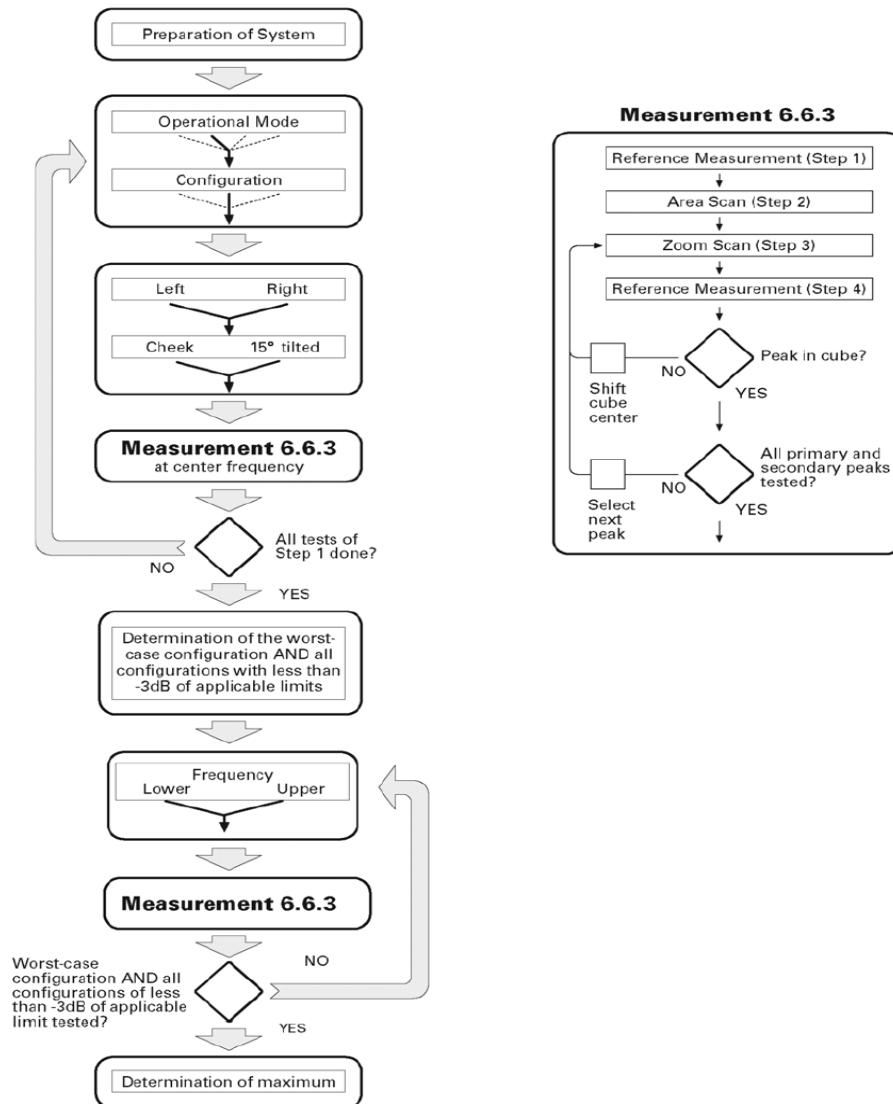 Preparation of System
Operational Mode
Configuration
Left Right
Cheek 15° tilted
Measurement 6.6.3
at center frequency
All tests of
Step 1 done?
NO
YES
Determination of the worst-
case configuration AND all
configurations with less than
-3dB of applicable limits
Frequency
Lower Upper
Measurement 6.6.3
Worst-case
configuration AND all
configurations of less
than -3dB of applicable
limit tested?
NO
YES
Determination of maximum
Measurement 6.6.3
Reference Measurement (Step 1)
Area Scan (Step 2)
Zoom Scan (Step 3)
Reference Measurement (Step 4)
Peak in cube?
NO
YES
Shift
cube
center
All primary and
secondary peaks
tested?
NO
YES
Select
next
peak